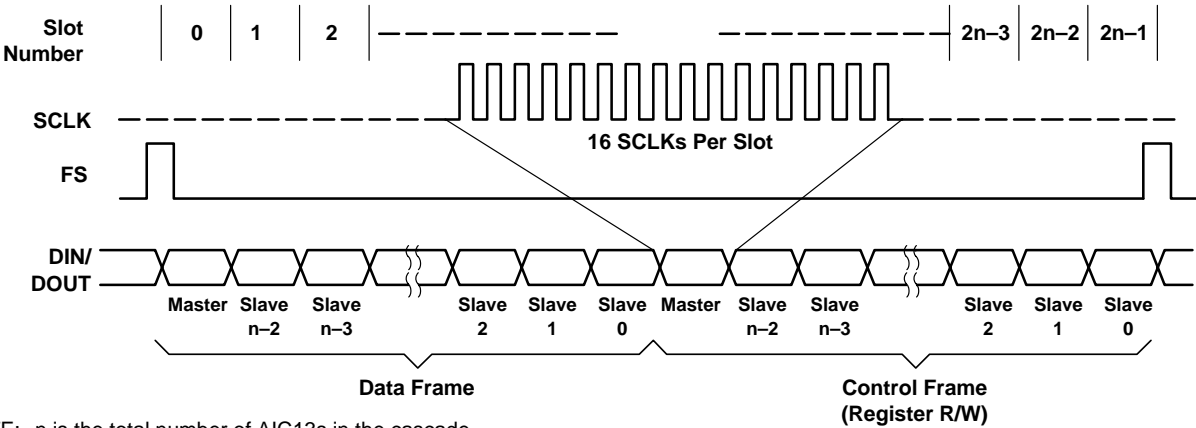 Slot Number 0 1 2 2n–3 2n–2 2n–1
SCLK
16 SCLKs Per Slot
FS
DIN/
DOUT
Master Slave n–2 Slave n–3 Slave 2 Slave 1 Slave 0 Master Slave n–2 Slave n–3 Slave 2 Slave 1 Slave 0
Data Frame
Control Frame
(Register R/W)
n is the total number of AIC12s in the cascade